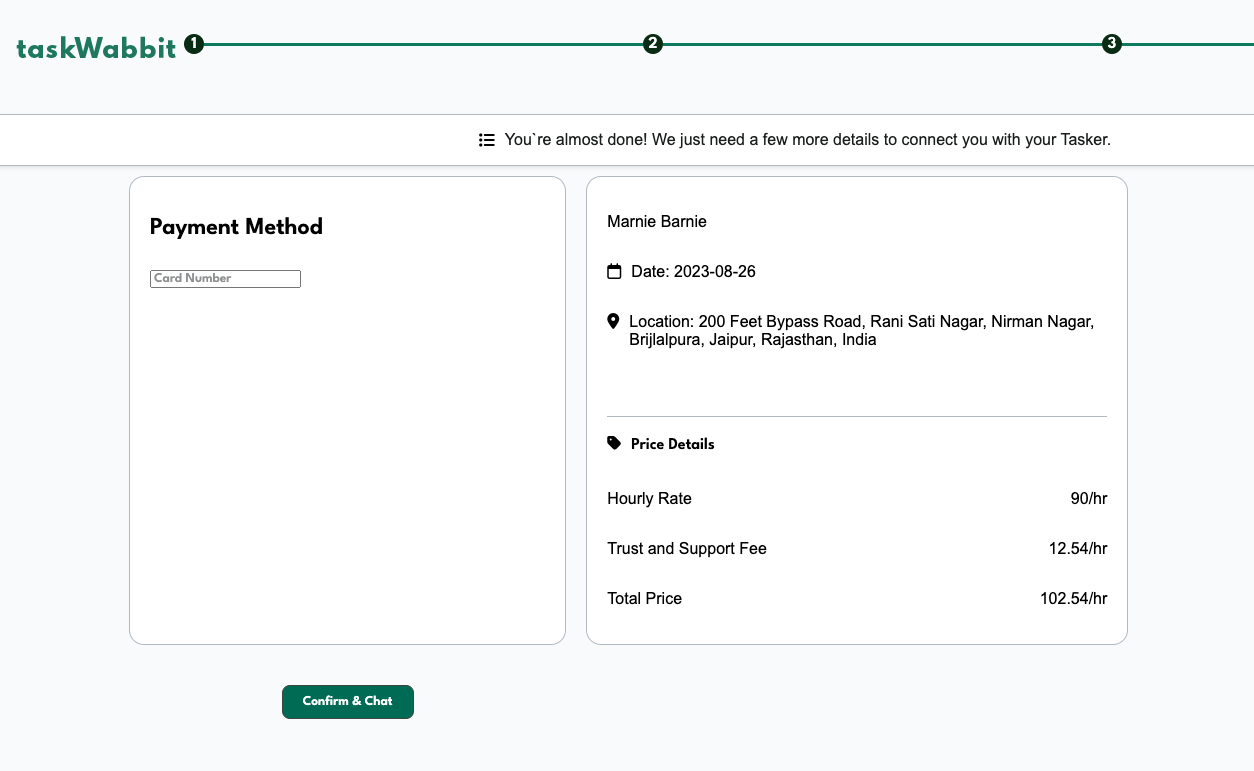 taskWabbit 1 2 3
You`re almost done! We just need a few more details to connect you with your Tasker.
Payment Method
Card Number
Marnie Barnie
Date: 2023-08-26
Location: 200 Feet Bypass Road, Rani Sati Nagar, Nirman Nagar,
Brijlalpura, Jaipur, Rajasthan, India
Price Details
Hourly Rate 90/hr
Trust and Support Fee 12.54/hr
Total Price 102.54/hr
Confirm & Chat